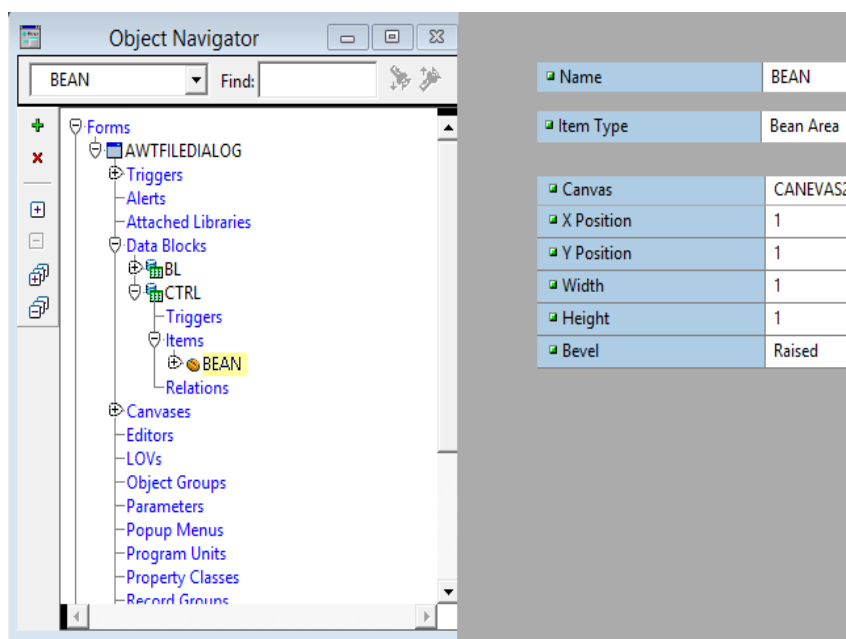 Object Navigator
BEAN
Find:
Forms
AWTFILEDIALOG
Triggers
Alerts
Attached Libraries
Data Blocks
BL
CTRL
Triggers
Items
BEAN
Relations
Canvases
Editors
LOVs
Object Groups
Parameters
Popup Menus
Program Units
Property Classes
Record Groups
Name BEAN
Item Type Bean Area
Canvas CANEVAS2
X Position 1
Y Position 1
Width 1
Height 1
Bevel Raised